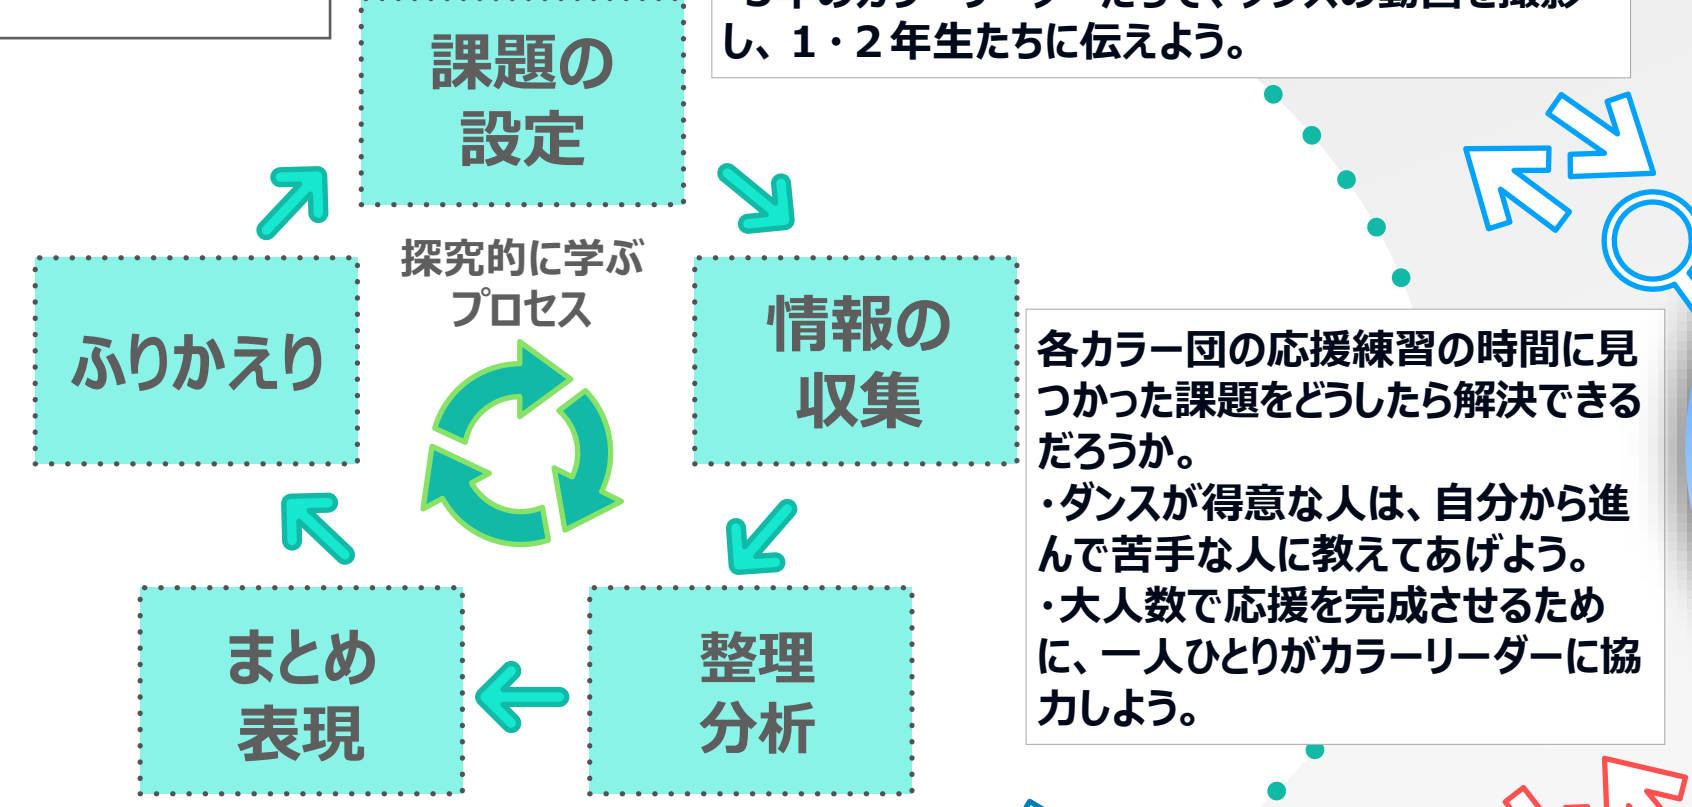 し、１・２年生たちに伝えよう。
課題の
設定
探究的に学ぶ
プロセス
情報の
収集
ふりかえり
各カラー団の応援練習の時間に見
つかった課題をどうしたら解決できる
だろうか。
・ダンスが得意な人は、自分から進
んで苦手な人に教えてあげよう。
・大人数で応援を完成させるため
に、一人ひとりがカラーリーダーに協
力しよう。
まとめ
表現
整理
分析